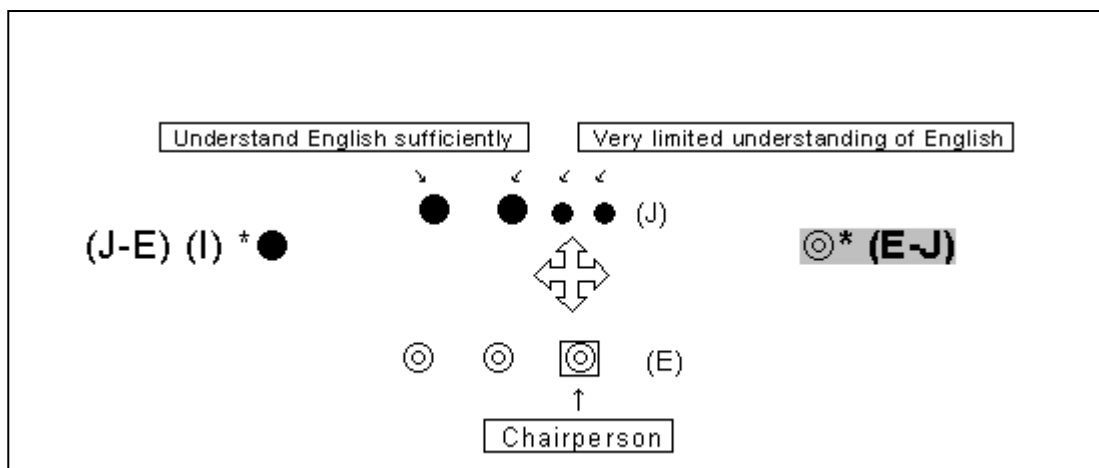 Understand English sufficiently
Very limited understanding of English
(J)
(J-E) (I) *
* (E-J)
(E)
Chairperson